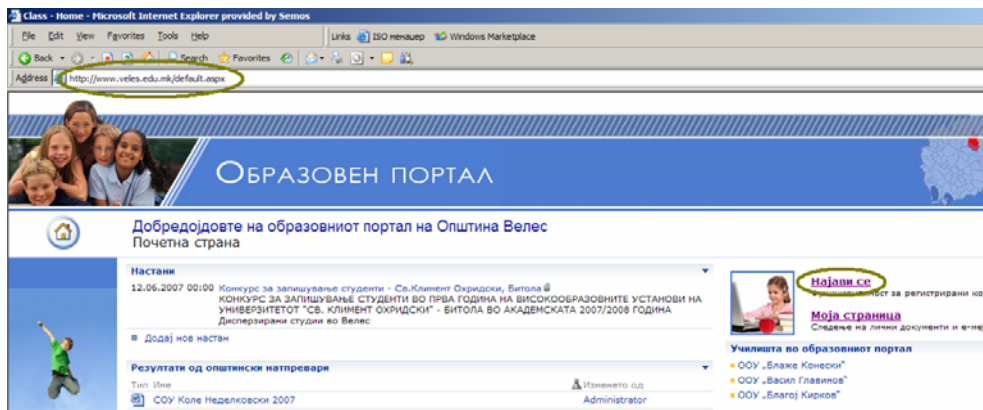 Class - Home - Microsoft Internet Explorer provided by Semos
File Edit View Favorites Tools Help
Links ISO менаџер Windows Marketplace
Back Search Favorites
Address http://www.veles.edu.mk/default.aspx
ОБРАЗОВЕН ПОРТАЛ
Добредојдовте на образовниот портал на Општина Велес
Почетна страна
Настани
12.06.2007 00:00 Конкурс за запишување студенти - Св.Климент Охридски, Битола
КОНКУРС ЗА ЗАПИШУВАЊЕ СТУДЕНТИ ВО ПРВА ГОДИНА НА ВИСОКООБРАЗОВНИТЕ УСТАНОВИ НА
УНИВЕРЗИТЕТОТ "СВ. КЛИМЕНТ ОХРИДСКИ" - БИТОЛА ВО АКАДЕМСКАТА 2007/2008 ГОДИНА
Дисперзирани студии во Велес
Додај нов настан
Резултати од општински натпревари
Тип Име Изменето од
СОУ Коле Неделковски 2007 Administrator
Најави се
за регистрирани
Моја страница
Следење на лични документи и
Училишта во образовниот портал
ООУ „Блаже Конески"
ООУ „Васил Главинов"
ООУ „Благој Кирков"